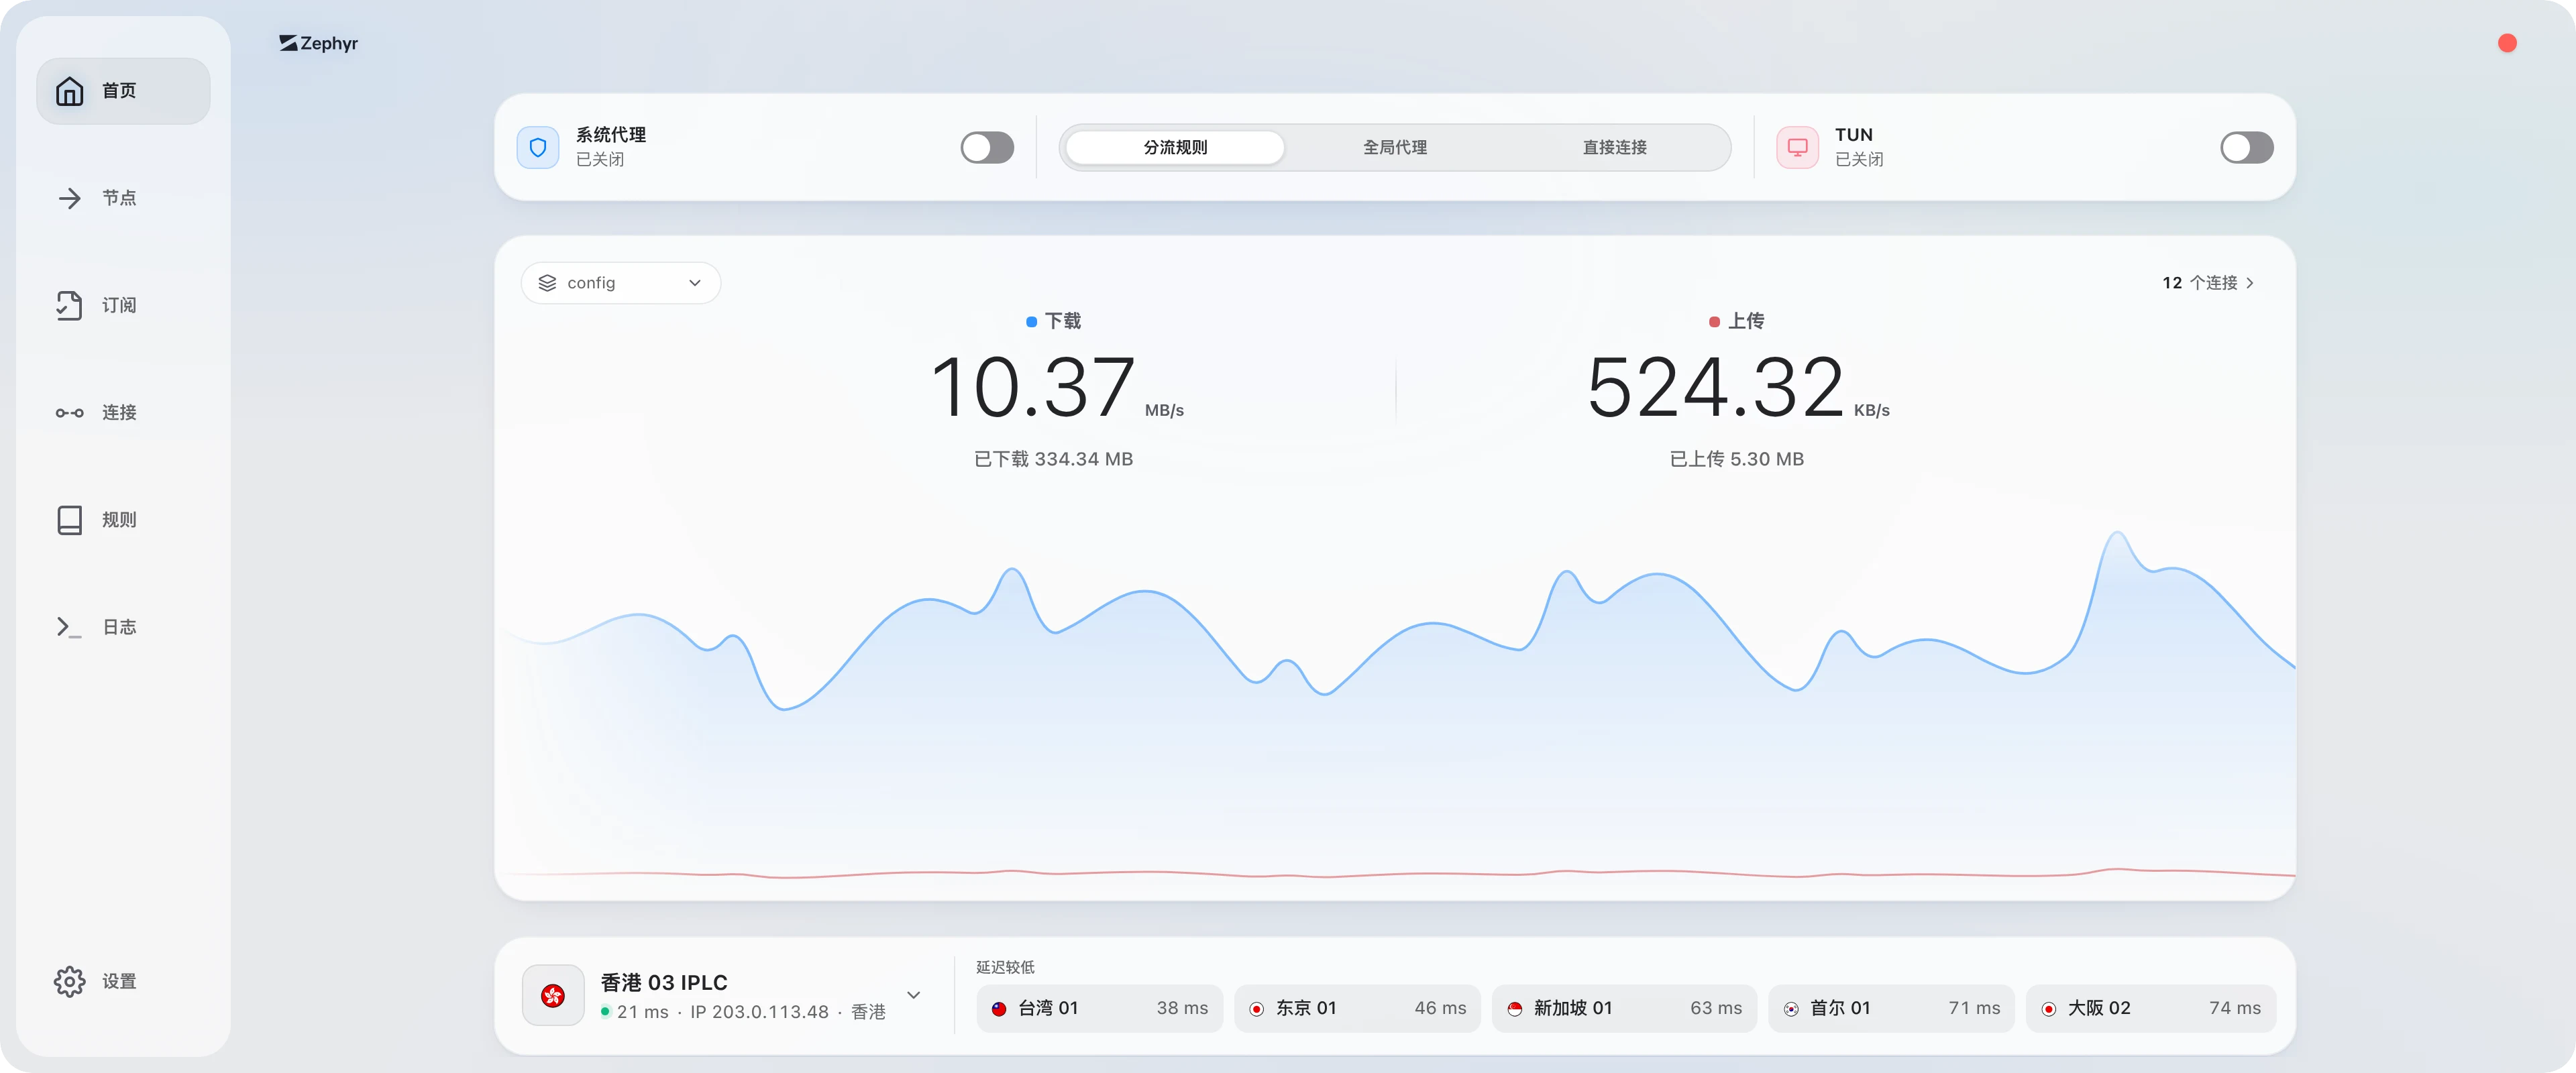 Zephyr
首页
节点
订阅
连接
规则
日志
设置
系统代理
已关闭
分流规则
全局代理
直接连接
TUN
已关闭
config
12 个连接
下载
10.37 MB/s
已下载 334.34 MB
上传
524.32 KB/s
已上传 5.30 MB
香港 03 IPLC
21 ms · IP 203.0.113.48 · 香港
延迟较低
台湾 01 38 ms
东京 01 46 ms
新加坡 01 63 ms
首尔 01 71 ms
大阪 02 74 ms